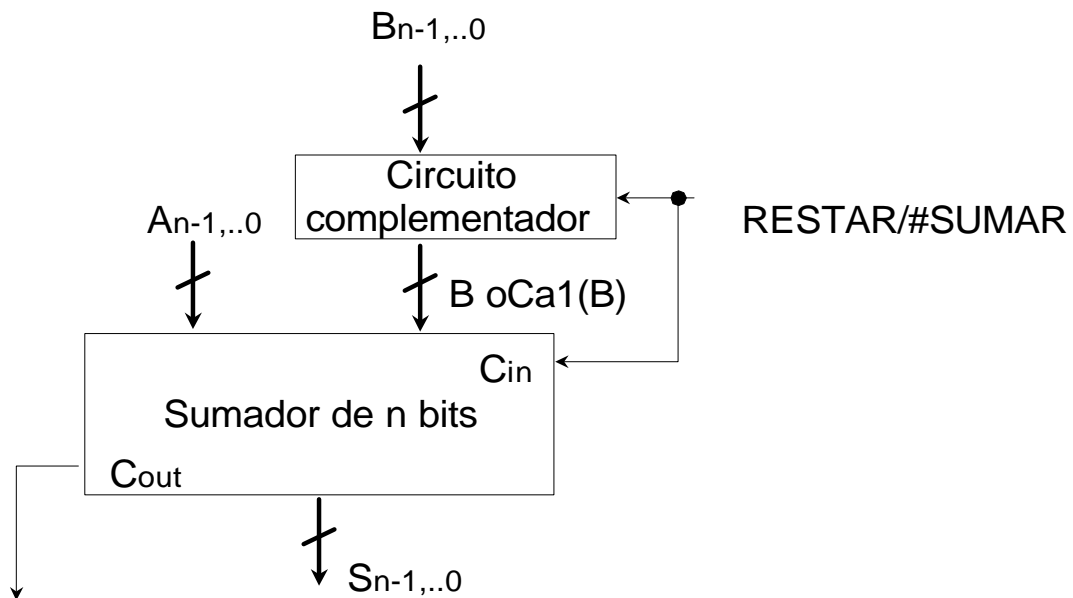 Bn-1,..0
Circuito
complementador
An-1,..0
RESTAR/#SUMAR
B oCa1(B)
Cin
Sumador de n bits
Cout
Sn-1,..0